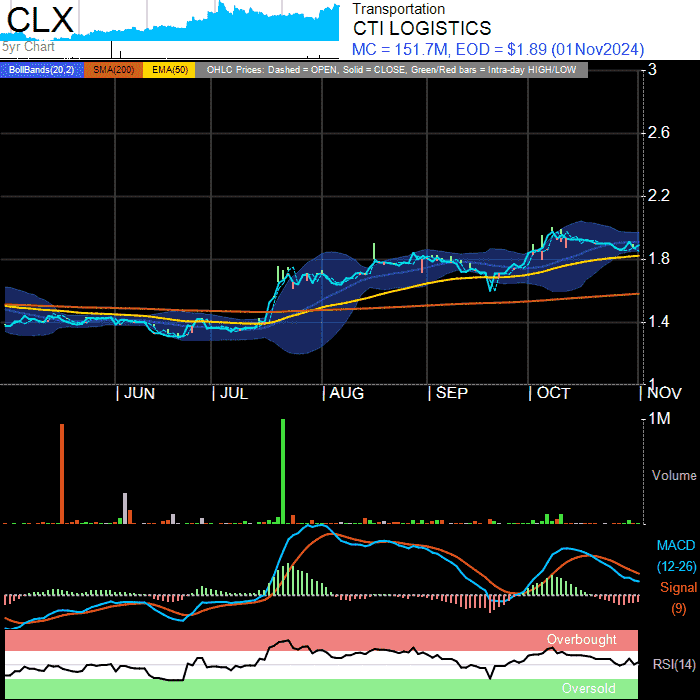 CLX
5yr Chart
Transportation
CTI LOGISTICS
MC = 151.7M, EOD = $1.89 (01Nov2024)
BollBands(20,2) SMA(200) EMA(50) OHLC Prices: Dashed = OPEN, Solid = CLOSE, Green/Red bars = Intra-day HIGH/LOW
3
2.6
2.2
1.8
1.4
1
JUN JUL AUG SEP OCT NOV
1M
Volume
MACD
(12-26)
Signal
(9)
Overbought
RSI(14)
Oversold